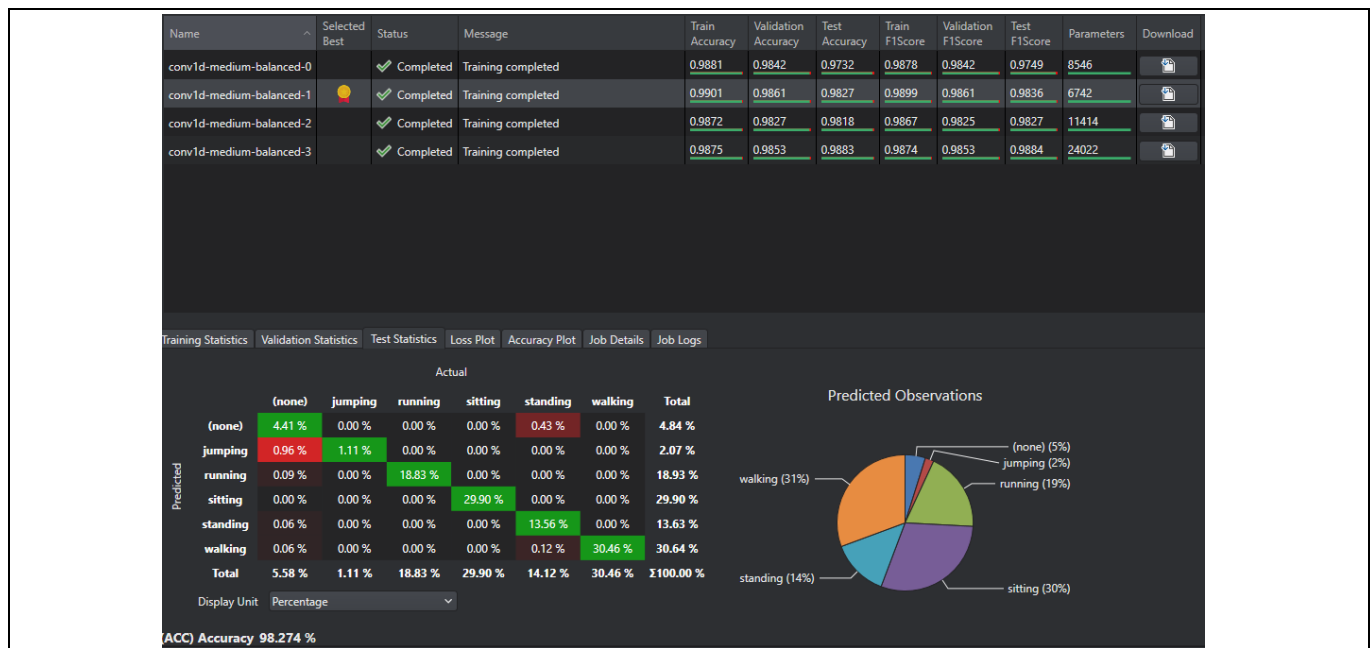 Name Selected Best Status Message Train Accuracy Validation Accuracy Test Accuracy Train F1Score Validation F1Score Test F1Score Parameters Download
conv1d-medium-balanced-0 Completed Training completed 0.9881 0.9842 0.9732 0.9878 0.9842 0.9749 8546
conv1d-medium-balanced-1 Completed Training completed 0.9901 0.9861 0.9827 0.9899 0.9861 0.9836 6742
conv1d-medium-balanced-2 Completed Training completed 0.9872 0.9827 0.9818 0.9867 0.9825 0.9827 11414
conv1d-medium-balanced-3 Completed Training completed 0.9875 0.9853 0.9883 0.9874 0.9853 0.9884 24022
Training Statistics Validation Statistics Test Statistics Loss Plot Accuracy Plot Job Details Job Logs
Actual
(none) jumping running sitting standing walking Total
Predicted
(none) 4.41 % 0.00 % 0.00 % 0.00 % 0.43 % 0.00 % 4.84 %
jumping 0.96 % 1.11 % 0.00 % 0.00 % 0.00 % 0.00 % 2.07 %
running 0.09 % 0.00 % 18.83 % 0.00 % 0.00 % 0.00 % 18.93 %
sitting 0.00 % 0.00 % 0.00 % 29.90 % 0.00 % 0.00 % 29.90 %
standing 0.06 % 0.00 % 0.00 % 0.00 % 13.56 % 0.00 % 13.63 %
walking 0.06 % 0.00 % 0.00 % 0.00 % 0.12 % 30.46 % 30.64 %
Total 5.58 % 1.11 % 18.83 % 29.90 % 14.12 % 30.46 % Σ100.00 %
Display Unit Percentage
(ACC) Accuracy 98.274 %
Predicted Observations
(none) (5%)
jumping (2%)
running (19%)
walking (31%)
standing (14%)
sitting (30%)